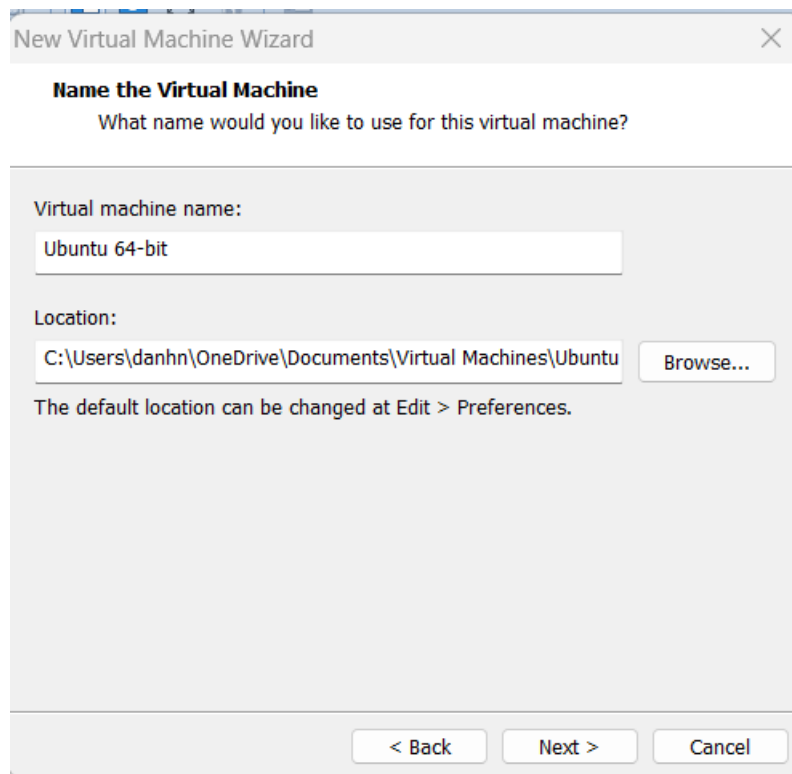 New Virtual Machine Wizard
Name the Virtual Machine
What name would you like to use for this virtual machine?
Virtual machine name:
Ubuntu 64-bit
Location:
C:\Users\danhn\OneDrive\Documents\Virtual Machines\Ubuntu
Browse...
The default location can be changed at Edit > Preferences.
< Back
Next >
Cancel